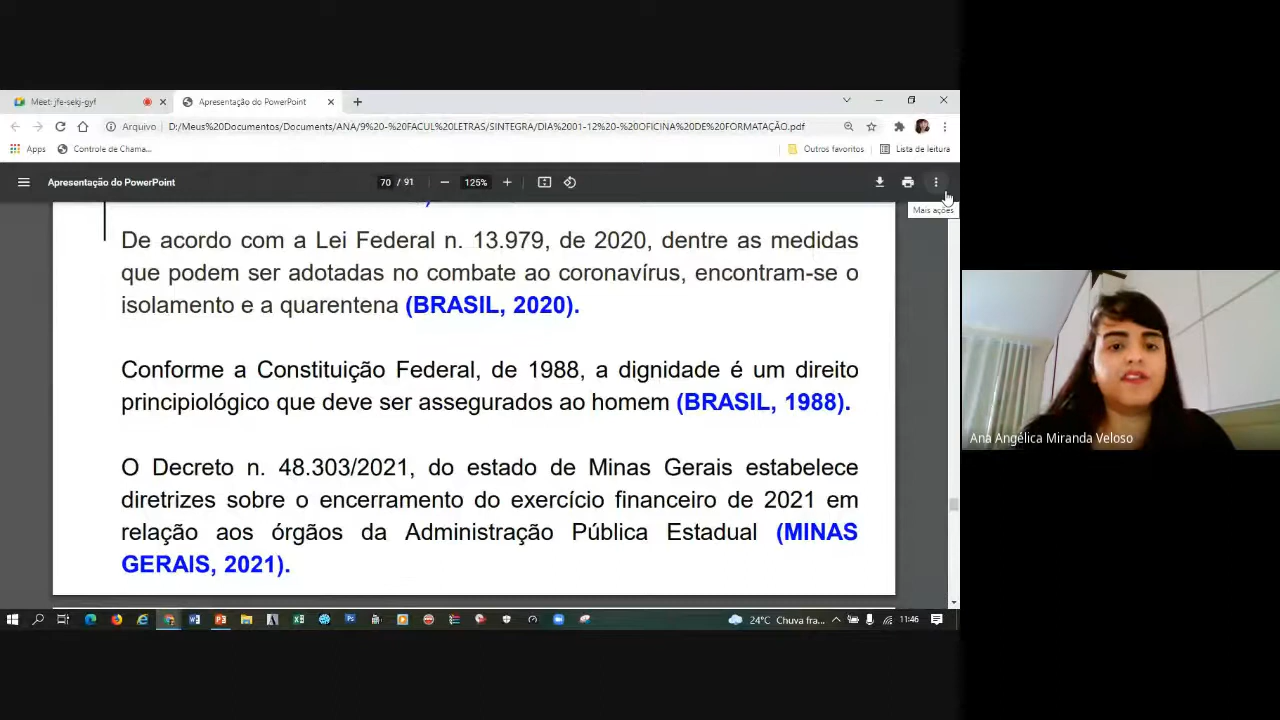 Meet: jfe-sekj-gyf
Apresentação do PowerPoint
Arquivo D:/Meus%20Documentos/Documents/ANA/9%20-%20FACUL%20LETRAS/SINTEGRA/DIA%2001-12%20-%20OFICINA%20DE%20FORMATAÇÃO.pdf
Apps Controle de Chama... Outros favoritos Lista de leitura
Apresentação do PowerPoint 70 / 91 125%
Mais ações
De acordo com a Lei Federal n. 13.979, de 2020, dentre as medidas
que podem ser adotadas no combate ao coronavírus, encontram-se o
isolamento e a quarentena (BRASIL, 2020).
Conforme a Constituição Federal, de 1988, a dignidade é um direito
principiológico que deve ser assegurados ao homem (BRASIL, 1988).
O Decreto n. 48.303/2021, do estado de Minas Gerais estabelece
diretrizes sobre o encerramento do exercício financeiro de 2021 em
relação aos órgãos da Administração Pública Estadual (MINAS
GERAIS, 2021).
Ana Angélica Miranda Veloso
24°C Chuva fra... 11:46